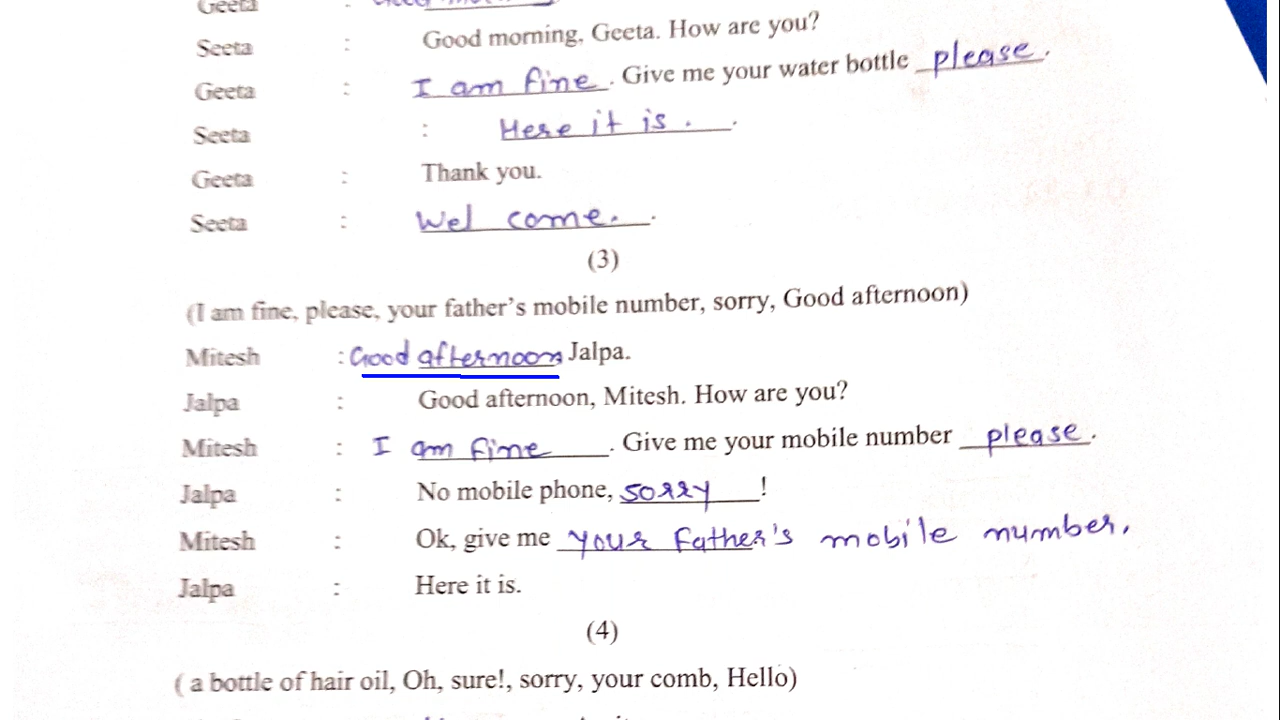 Geeta :
Seeta : Good morning, Geeta. How are you?
Geeta : I am fine. Give me your water bottle please.
Seeta : Here it is. .
Geeta : Thank you.
Seeta : Wel come. .
(3)
(I am fine, please, your father's mobile number, sorry, Good afternoon)
Mitesh : Good afternoon Jalpa.
Jalpa : Good afternoon, Mitesh. How are you?
Mitesh : I am fine. Give me your mobile number please.
Jalpa : No mobile phone, sorry!
Mitesh : Ok, give me your father's mobile number.
Jalpa : Here it is.
(4)
( a bottle of hair oil, Oh, sure!, sorry, your comb, Hello)